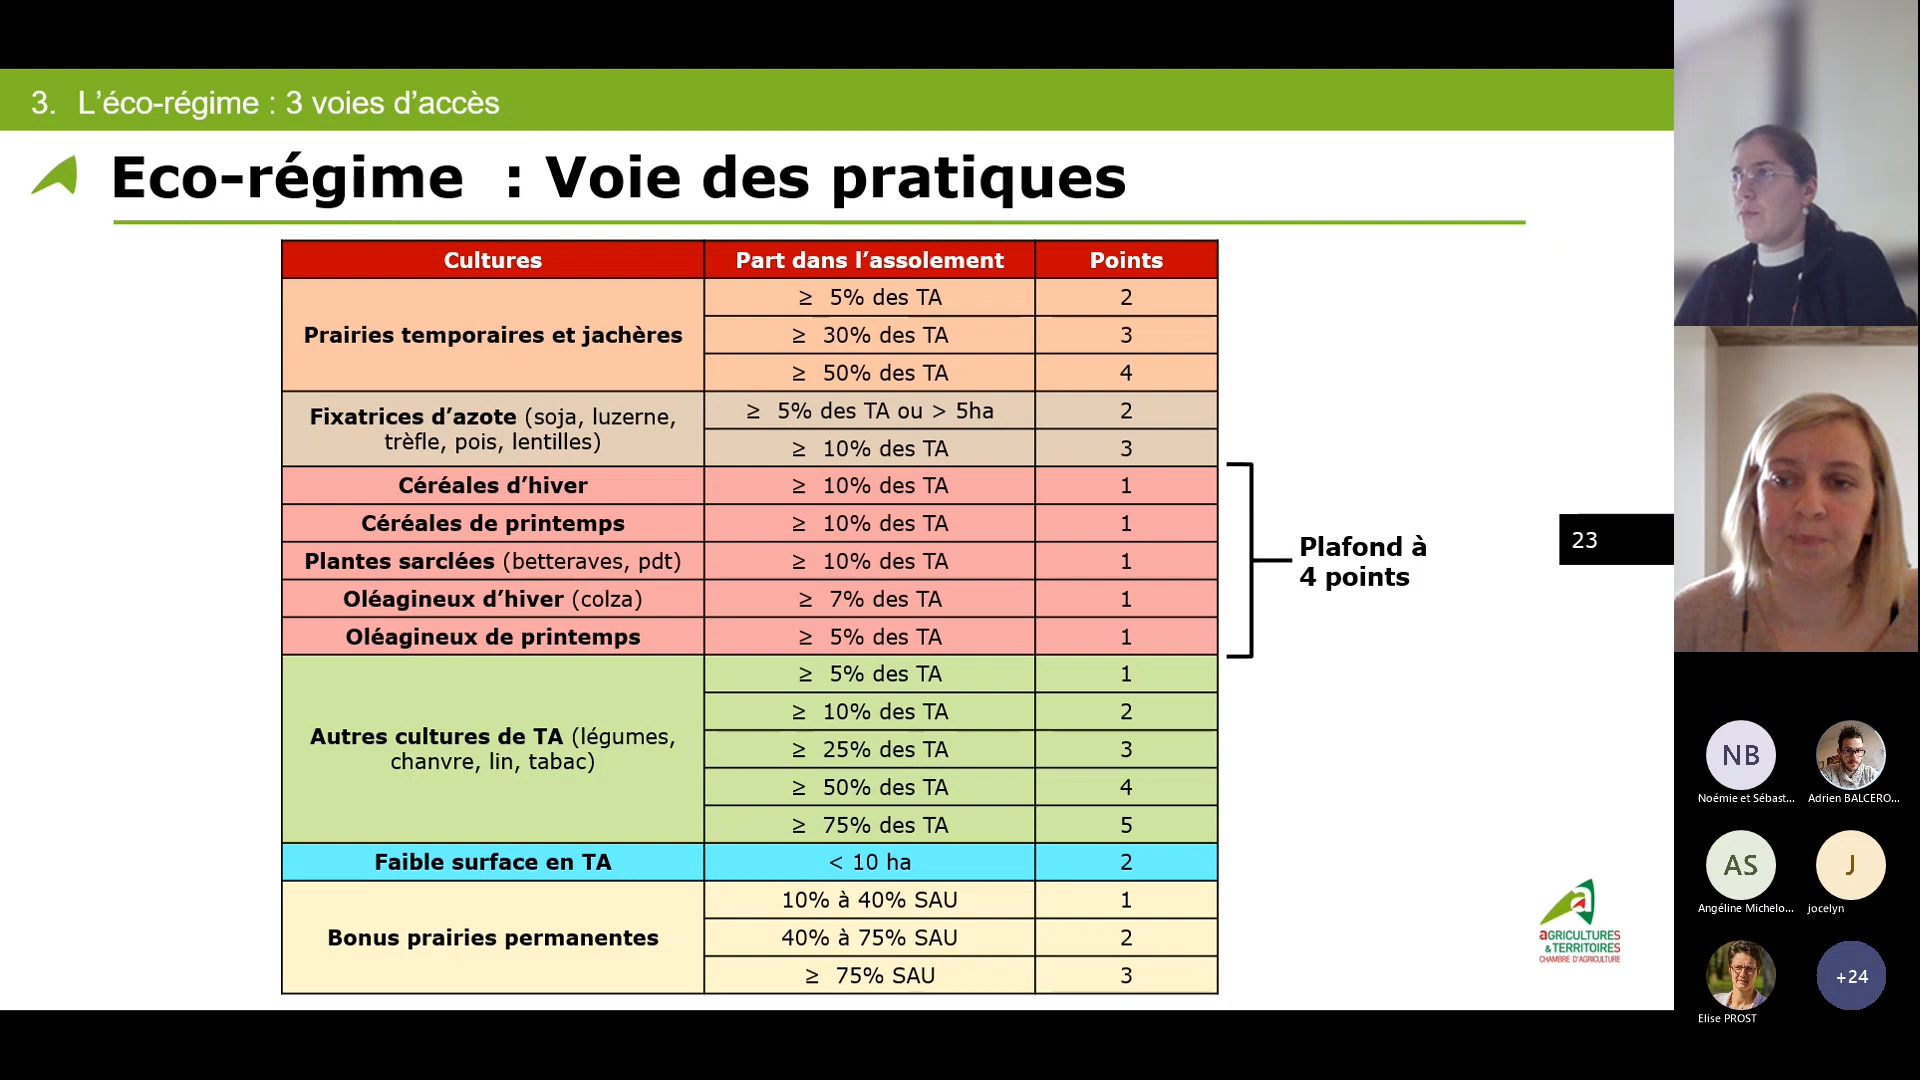 3. L’éco-régime : 3 voies d’accès
Eco-régime : Voie des pratiques
Cultures Part dans l’assolement Points
Prairies temporaires et jachères
≥ 5% des TA 2
≥ 30% des TA 3
≥ 50% des TA 4
Fixatrices d’azote (soja, luzerne,
trèfle, pois, lentilles)
≥ 5% des TA ou > 5ha 2
≥ 10% des TA 3
Céréales d’hiver ≥ 10% des TA 1
Céréales de printemps ≥ 10% des TA 1
Plantes sarclées (betteraves, pdt) ≥ 10% des TA 1
Oléagineux d’hiver (colza) ≥ 7% des TA 1
Oléagineux de printemps ≥ 5% des TA 1
Plafond à
4 points
Autres cultures de TA (légumes,
chanvre, lin, tabac)
≥ 5% des TA 1
≥ 10% des TA 2
≥ 25% des TA 3
≥ 50% des TA 4
≥ 75% des TA 5
Faible surface en TA < 10 ha 2
Bonus prairies permanentes
10% à 40% SAU 1
40% à 75% SAU 2
≥ 75% SAU 3
23
a
aGRICULTURES
& TERRITOIRES
CHAMBRE D’AGRICULTURE
NB
Noémie et Sébast...
Adrien BALCERO...
AS
Angéline Michelo...
J
jocelyn
Elise PROST
+24